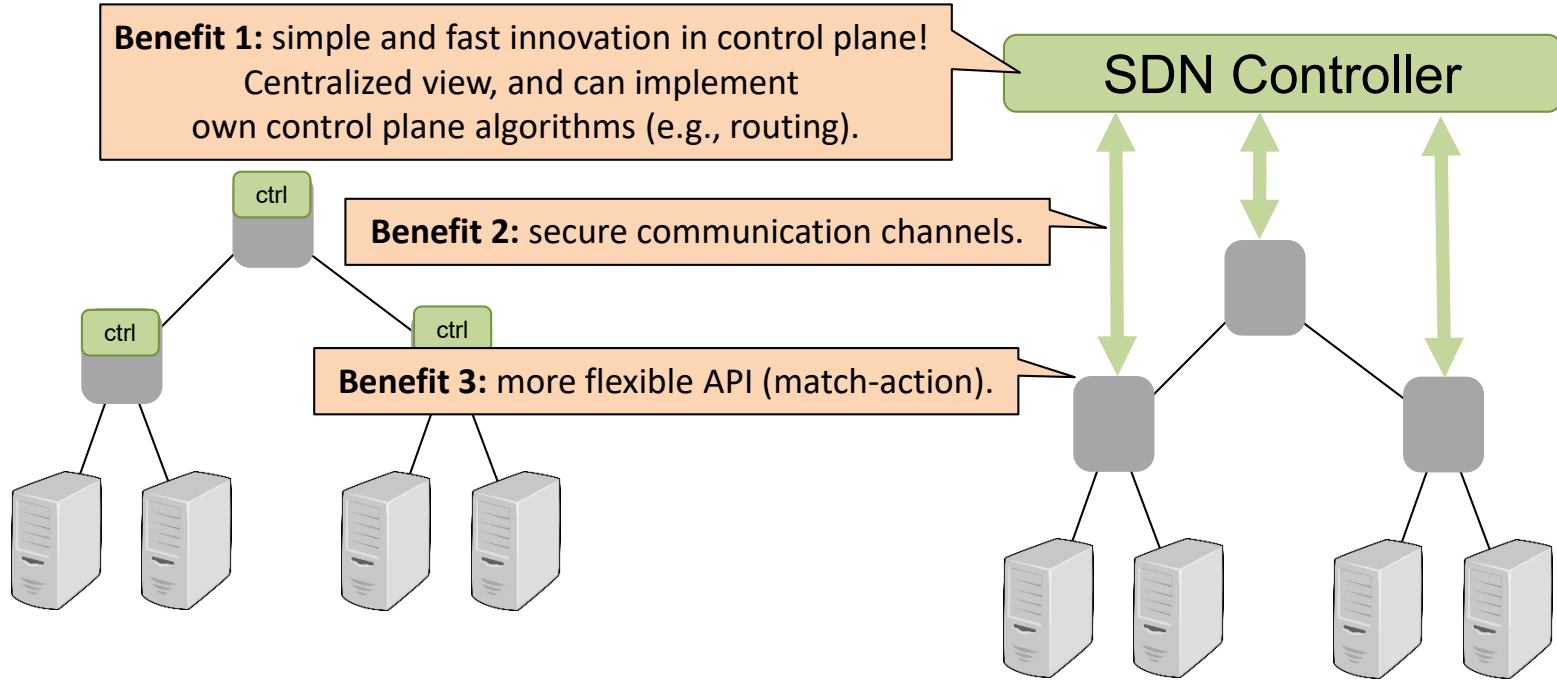 Benefit 1: simple and fast innovation in control plane!
Centralized view, and can implement
own control plane algorithms (e.g., routing).
SDN Controller
ctrl
Benefit 2: secure communication channels.
ctrl
ctrl
Benefit 3: more flexible API (match-action).